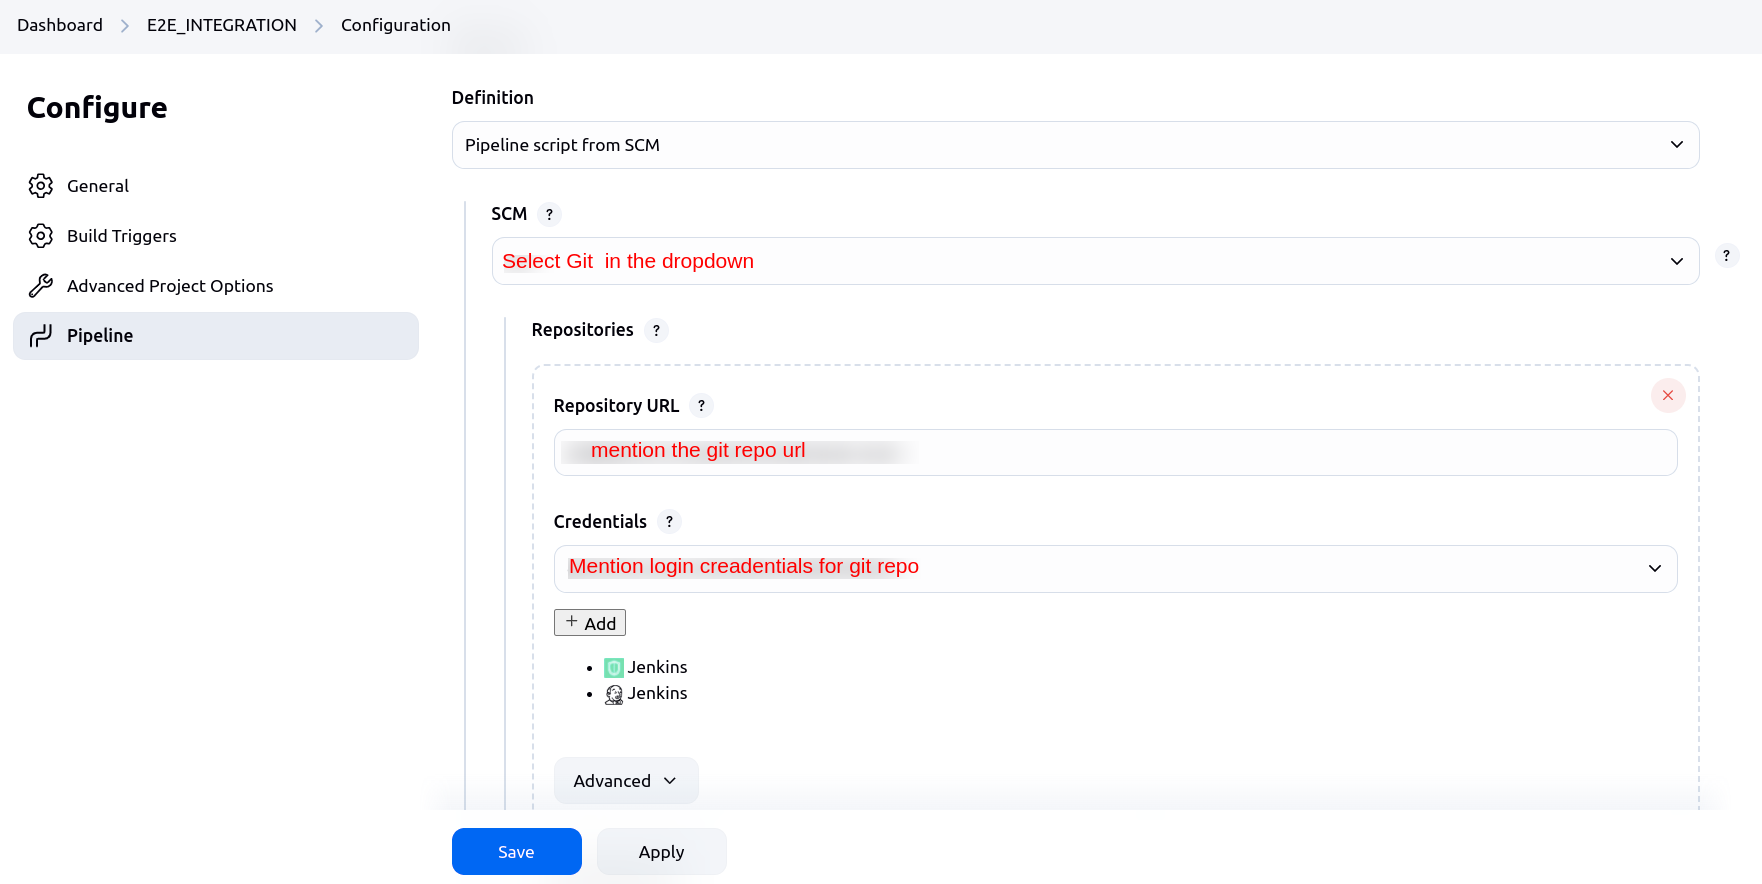 Dashboard > E2E_INTEGRATION > Configuration
Configure
General
Build Triggers
Advanced Project Options
Pipeline
Definition
Pipeline script from SCM
SCM ?
Select Git in the dropdown
?
Repositories ?
Repository URL ?
mention the git repo url
Credentials ?
Mention login creadentials for git repo
+ Add
Jenkins
Jenkins
Advanced
Save
Apply